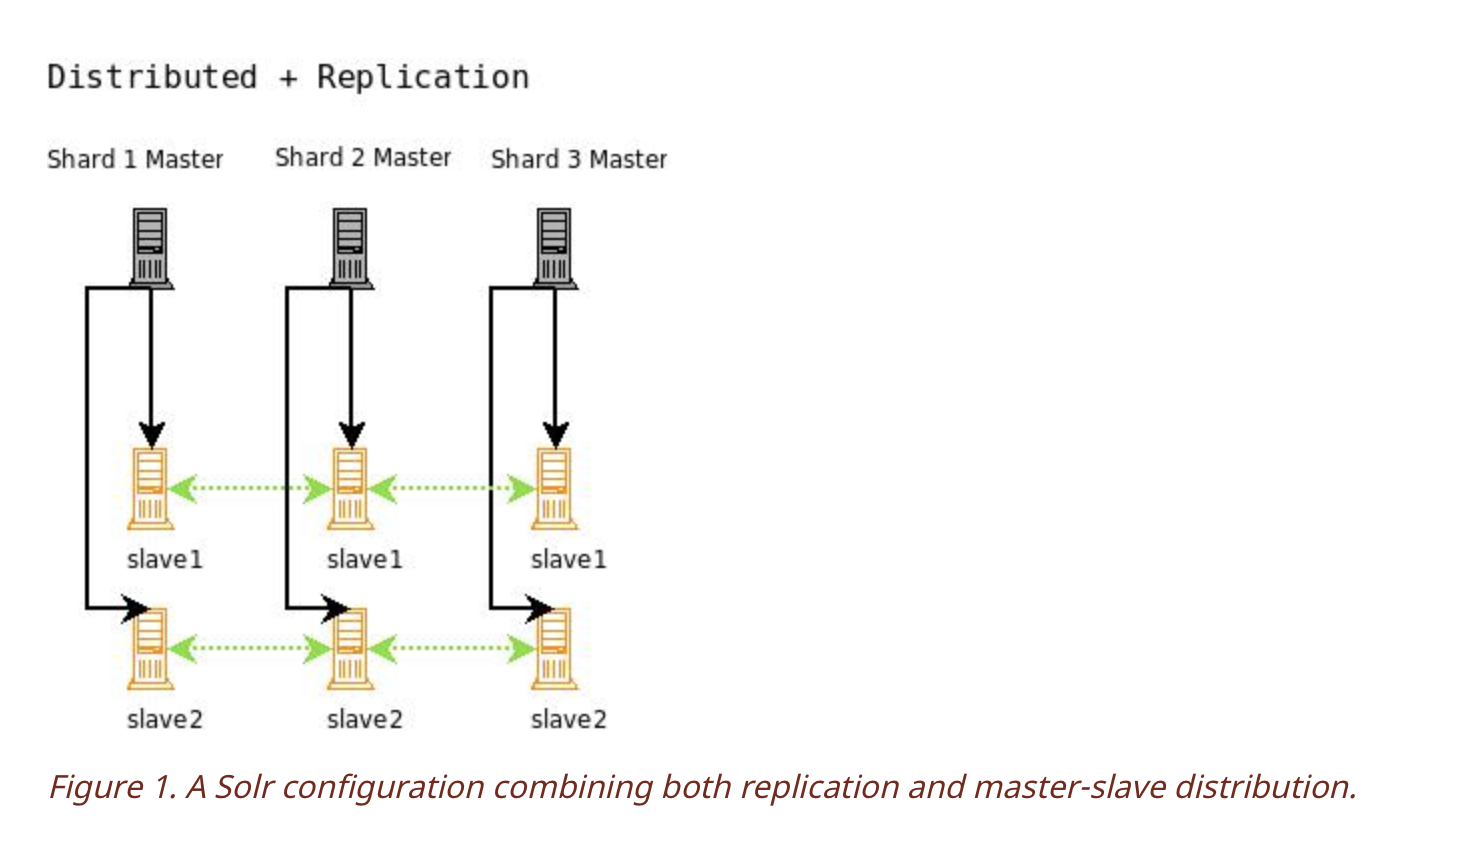 Distributed + Replication
Shard 1 Master Shard 2 Master Shard 3 Master
slave1 slave1 slave1
slave2 slave2 slave2
Figure 1. A Solr configuration combining both replication and master-slave distribution.